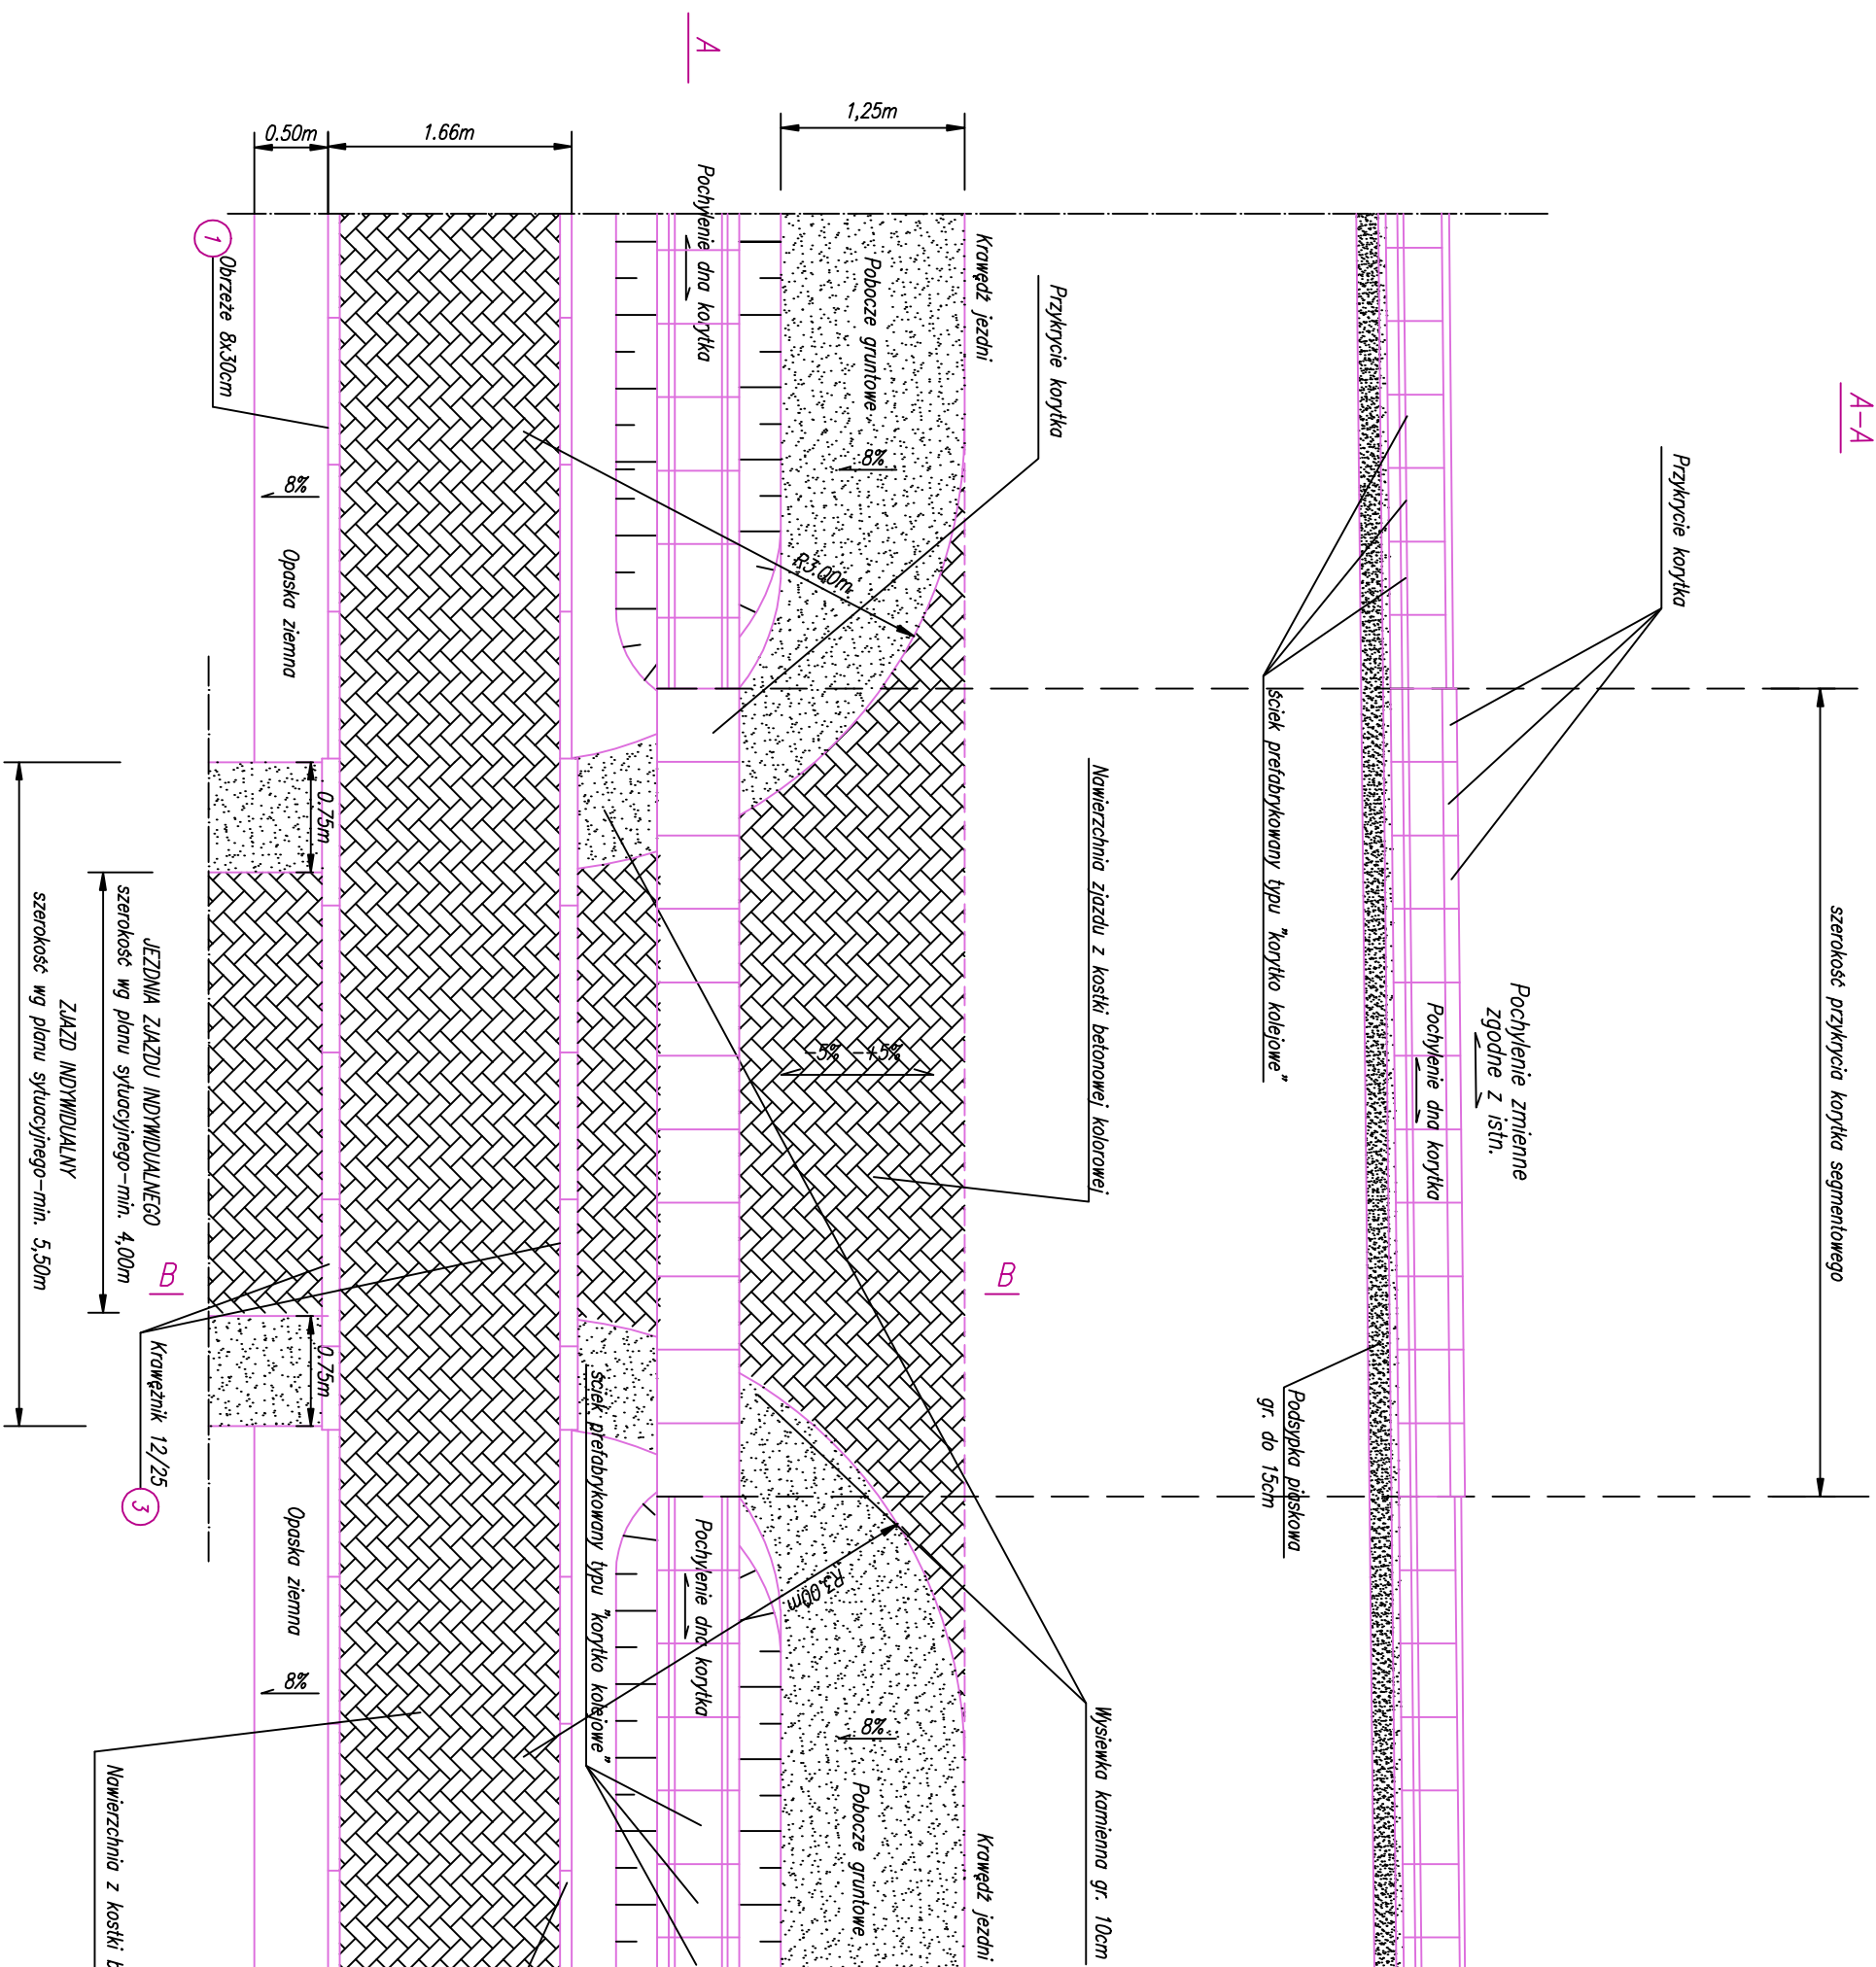 A-A
szerokość przykrycia korytka segmentowego
Przykrycie korytka
Pochylenie zmienne
zgodne z istn.
Pochylenie dna korytka
ściek prefabrykowany typu "korytko kolejowe"
Podsypka piaskowa
gr. do 15cm
Przykrycie korytka
Nawierzchnia zjazdu z kostki betonowej kolorowej
Wysiewka kamienna gr. 10cm
Krawędź jezdni
B
Krawędź jezdni
1,25m
Pobocze gruntowe
8%
R3.00m
-5% -+5%
R3.00m
8%
Pobocze gruntowe
A
Pochylenie dna korytka
Pochylenie dna korytka
ściek prefabrykowany typu "korytko kolejowe"
1.66m
0.50m
0.75m
0.75m
8%
Opaska ziemna
Opaska ziemna
8%
1
Obrzeże 8x30cm
B
Krawężnik 12/25
3
JEZDNIA ZJAZDU INDYWIDUALNEGO
szerokość wg planu sytuacyjnego-min. 4,00m
ZJAZD INDYWIDUALNY
szerokość wg planu sytuacyjnego-min. 5,50m
Nawierzchnia z kostki